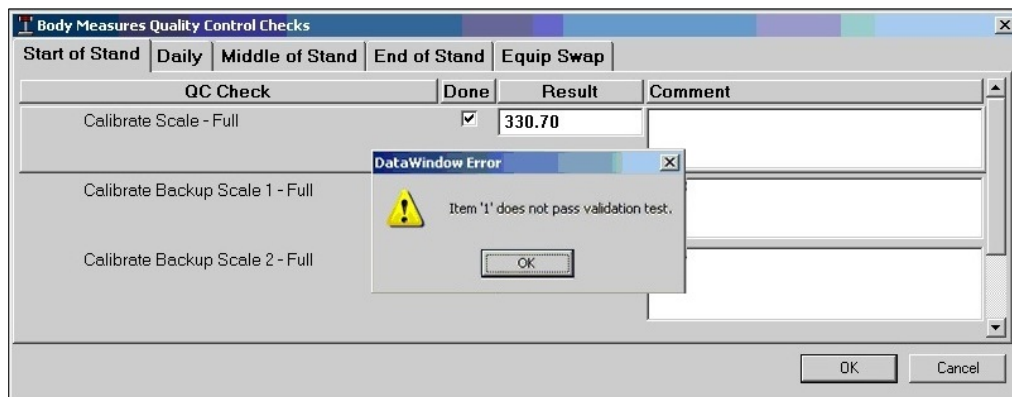 Body Measures Quality Control Checks
Start of Stand Daily Middle of Stand End of Stand Equip Swap
QC Check Done Result Comment
Calibrate Scale - Full 330.70
DataWindow Error
Calibrate Backup Scale 1 - Full
Item '1' does not pass validation test.
Calibrate Backup Scale 2 - Full
OK
OK Cancel